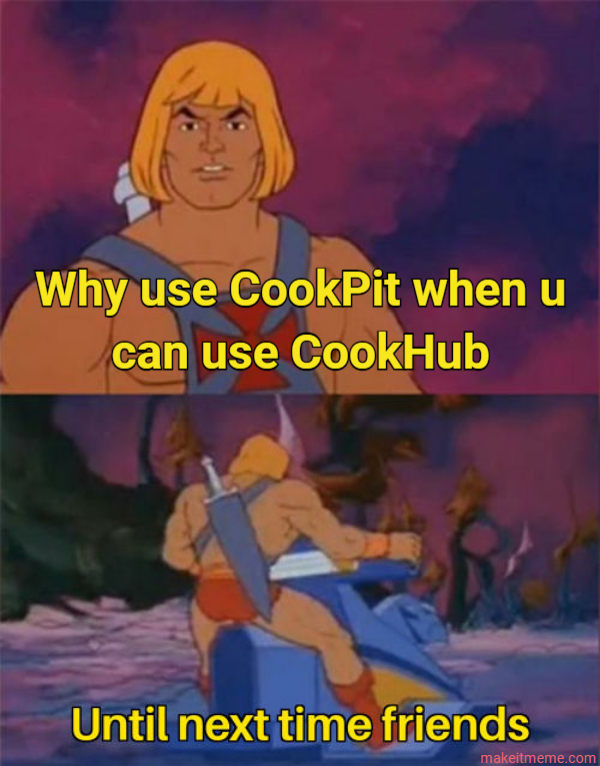 Why use CookPit when u
can use CookHub
Until next time friends
makeitmeme.com